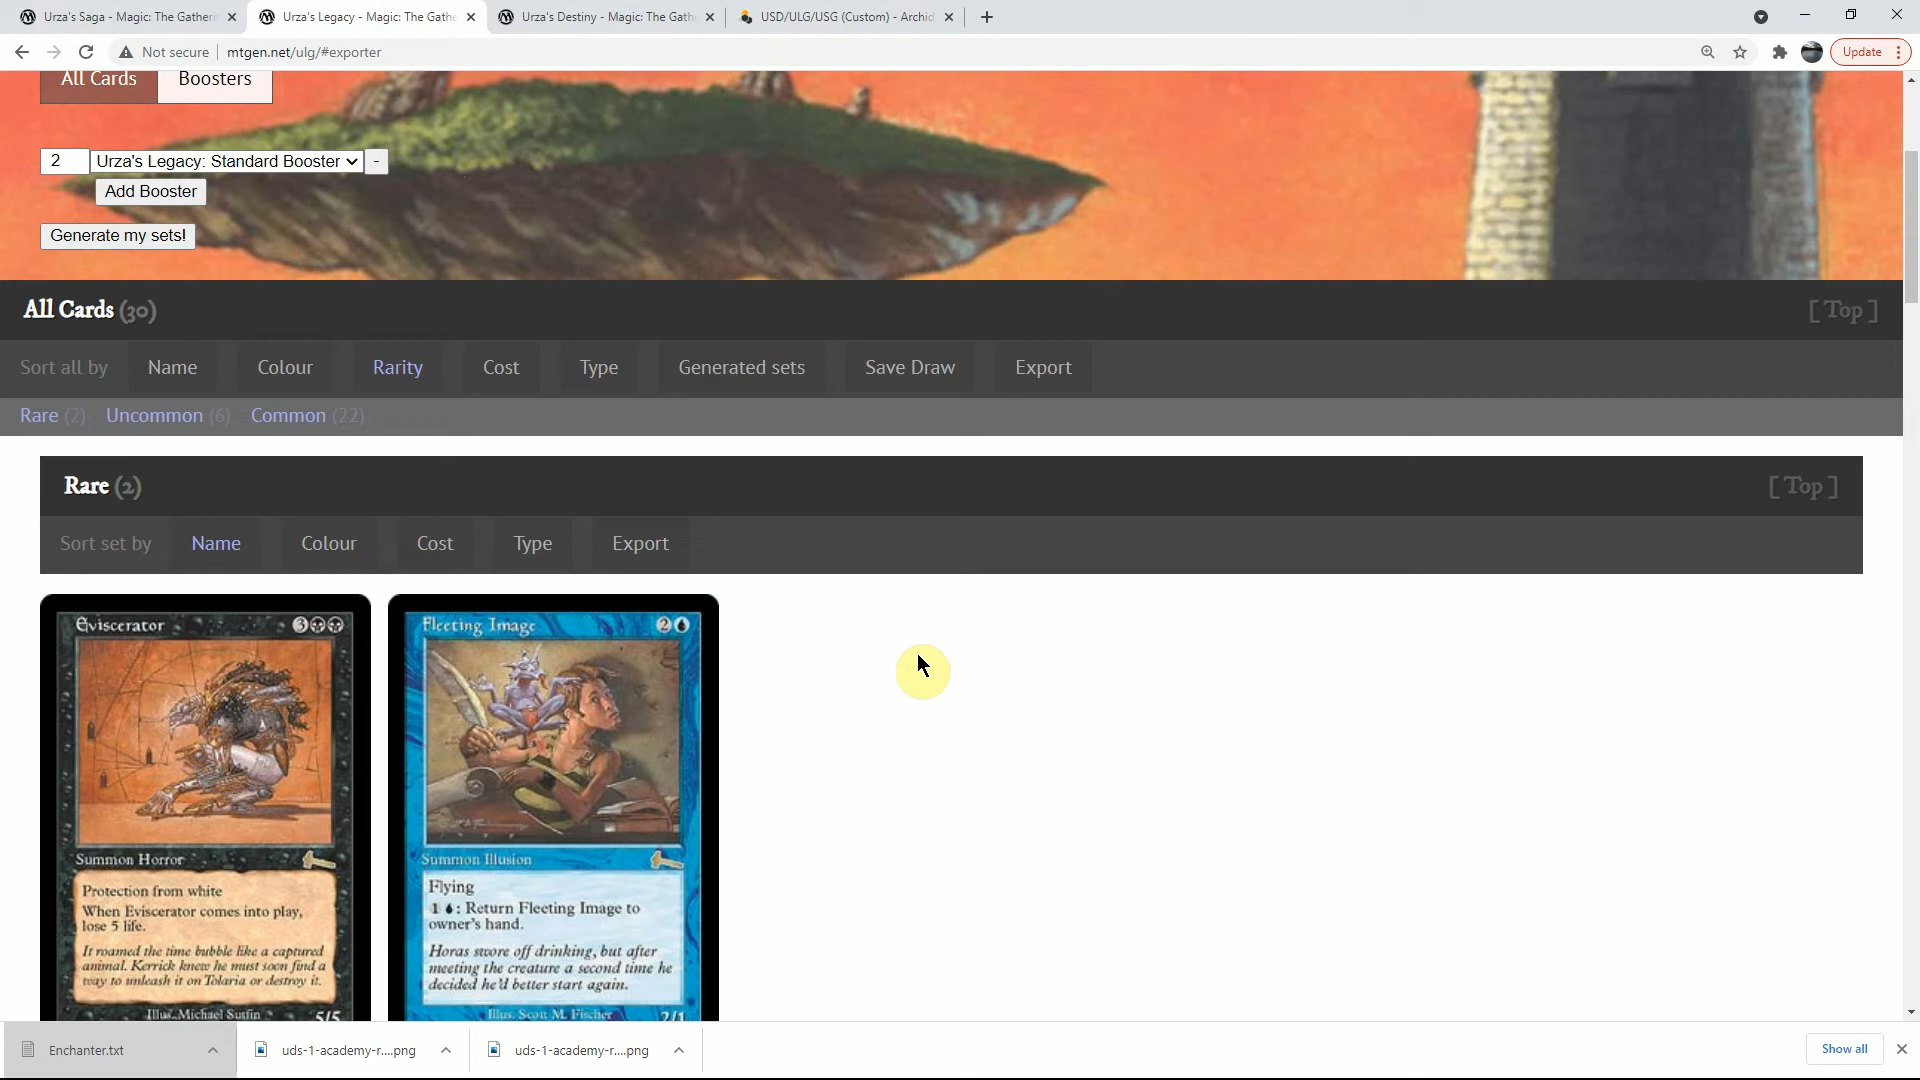 Urza's Saga - Magic: The Gatheri
Urza's Legacy - Magic: The Gathe
Urza's Destiny - Magic: The Gath
USD/ULG/USG (Custom) - Archid
Not secure
mtgen.net/ulg/#exporter
Update
All Cards
Boosters
2
Urza's Legacy: Standard Booster
-
Add Booster
Generate my sets!
All Cards (30)
[ Top ]
Sort all by
Name
Colour
Rarity
Cost
Type
Generated sets
Save Draw
Export
Rare (2)
Uncommon (6)
Common (22)
Rare (2)
[ Top ]
Sort set by
Name
Colour
Cost
Type
Export
Eviscerator
3
Summon Horror
Protection from white
When Eviscerator comes into play,
lose 5 life.
It roamed the time bubble like a captured
animal. Kerrick knew he must soon find a
way to unleash it on Tolaria or destroy it.
Illus. Michael Sutfin
5/5
Fleeting Image
2
Summon Illusion
Flying
1 : Return Fleeting Image to
owner's hand.
Horas swore off drinking, but after
meeting the creature a second time he
decided he'd better start again.
Illus. Scott M. Fischer
2/1
Enchanter.txt
uds-1-academy-r....png
uds-1-academy-r....png
Show all